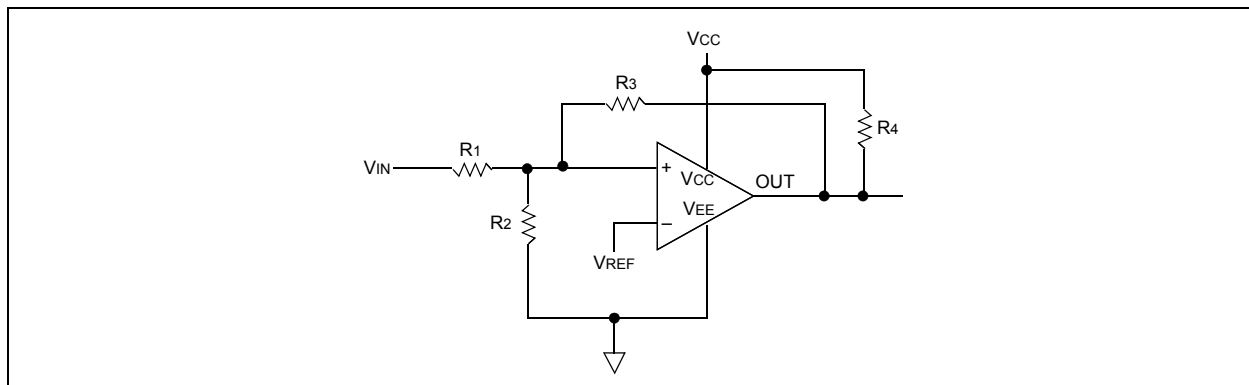 VCC
R3
R4
R1
VIN
+
VCC
OUT
R2
VEE
–
VREF